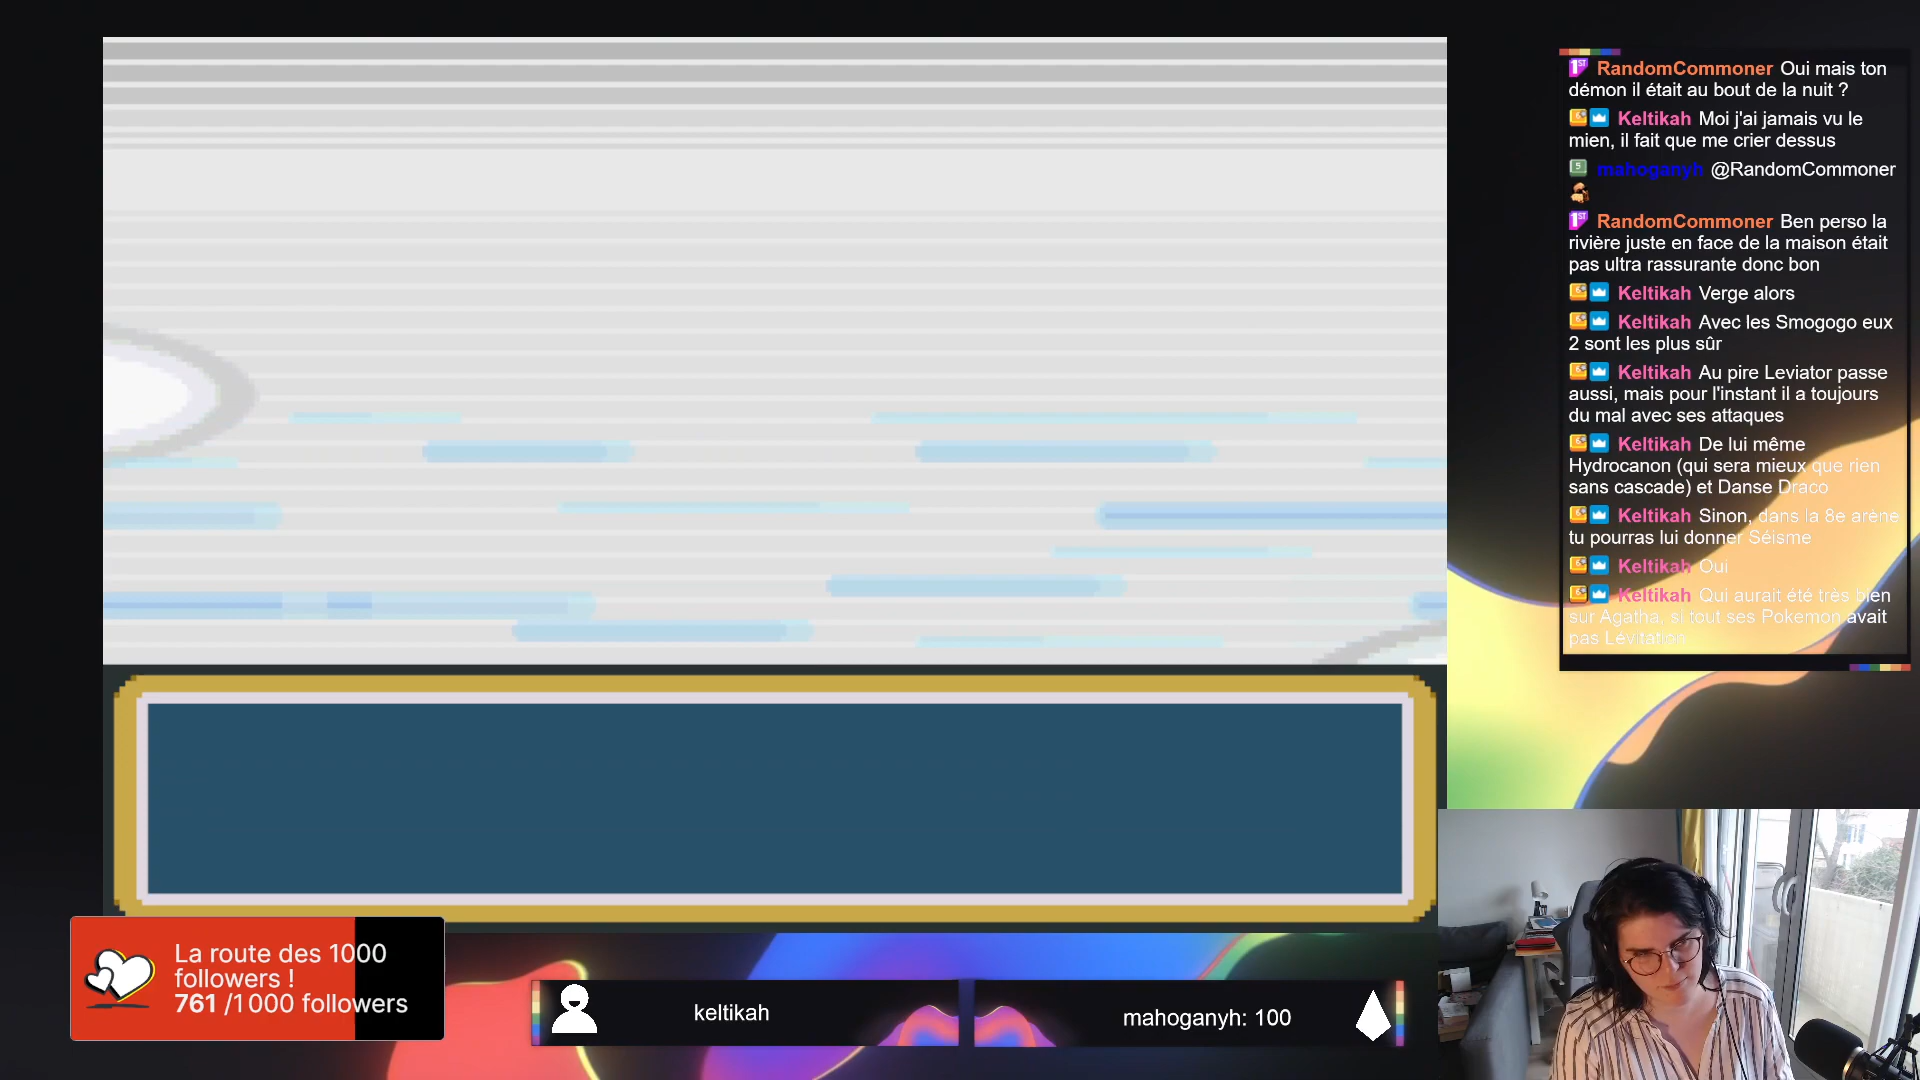 RandomCommoner Oui mais ton
démon il était au bout de la nuit ?
Keltikah Moi j'ai jamais vu le
mien, il fait que me crier dessus
mahoganyh @RandomCommoner
RandomCommoner Ben perso la
rivière juste en face de la maison était
pas ultra rassurante donc bon
Keltikah Verge alors
Keltikah Avec les Smogogo eux
2 sont les plus sûr
Keltikah Au pire Leviator passe
aussi, mais pour l'instant il a toujours
du mal avec ses attaques
Keltikah De lui même
Hydrocanon (qui sera mieux que rien
sans cascade) et Danse Draco
Keltikah Sinon, dans la 8e arène
tu pourras lui donner Séisme
Keltikah Oui
Keltikah Qui aurait été très bien
sur Agatha, si tout ses Pokemon avait
pas Lévitation
La route des 1000
followers !
761 /1000 followers
keltikah
mahoganyh: 100